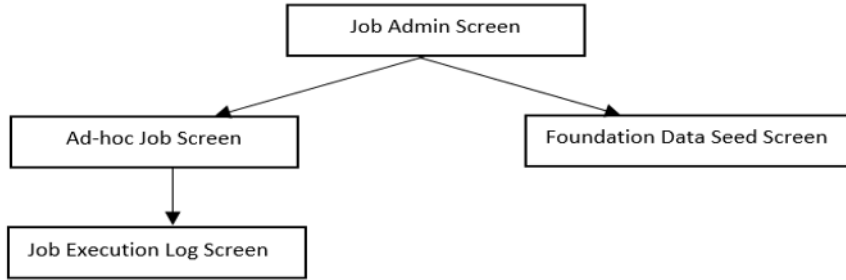 Job Admin Screen
Ad-hoc Job Screen
Foundation Data Seed Screen
Job Execution Log Screen